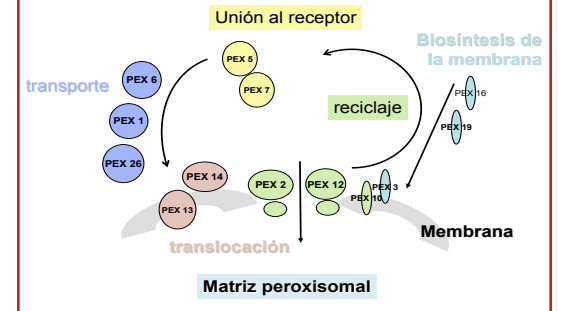 Unión al receptor
Biosíntesis de
la membrana
transporte
PEX 6
PEX 5
PEX 7
PEX 16
reciclaje
PEX 1
PEX 19
PEX 26
PEX 14
PEX 2
PEX 12
PEX 3
PEX 10
PEX 13
Membrana
translocación
Matriz peroxisomal